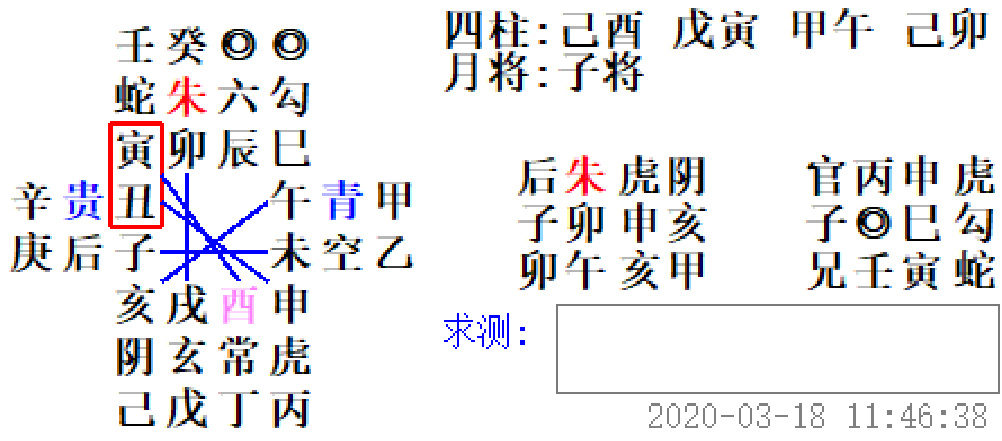 壬癸◎◎
蛇朱六勾
寅卯辰巳
辛贵丑 午青甲
庚后子 未空乙
亥戌酉申
阴玄常虎
己戊丁丙
四柱:己酉 戊寅 甲午 己卯
月将:子将
后朱虎阴 官丙申虎
子卯申亥 子◎巳勾
卯午亥甲 兄壬寅蛇
求测:
2020-03-18 11:46:38